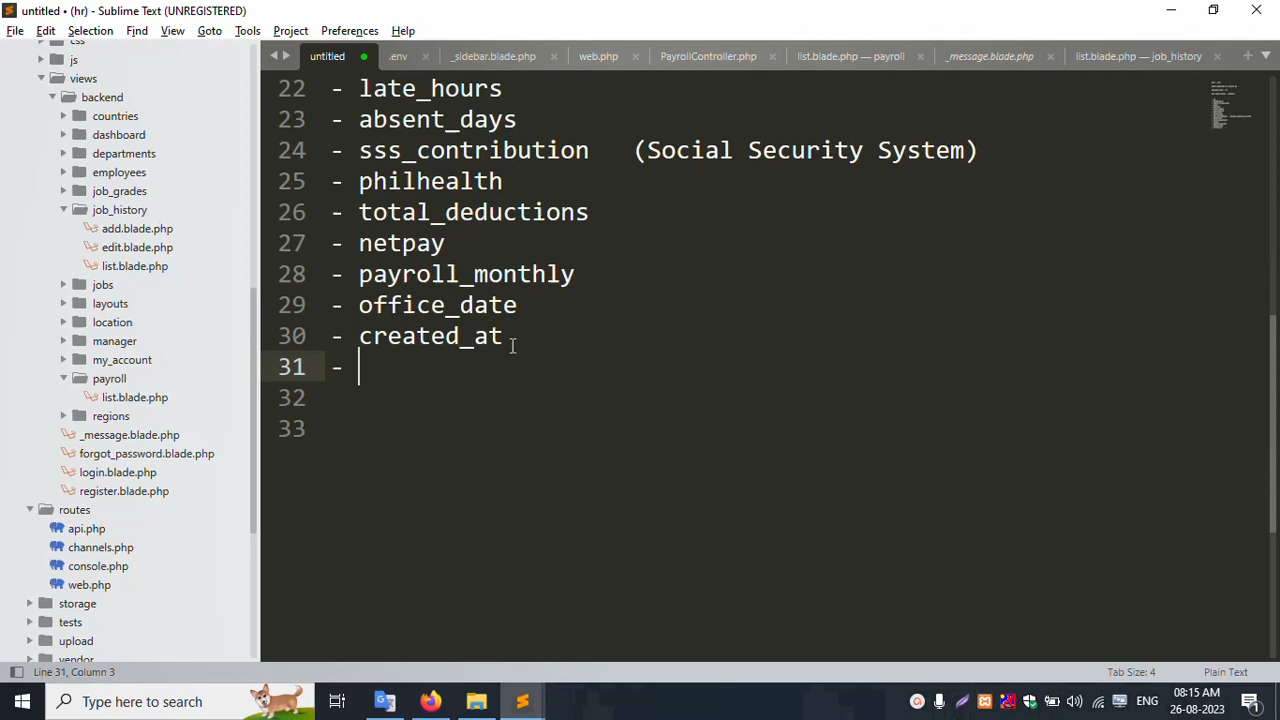 untitled • (hr) - Sublime Text (UNREGISTERED)
File Edit Selection Find View Goto Tools Project Preferences Help
css
js
views
backend
countries
dashboard
departments
employees
job_grades
job_history
add.blade.php
edit.blade.php
list.blade.php
jobs
layouts
location
manager
my_account
payroll
list.blade.php
regions
_message.blade.php
forgot_password.blade.php
login.blade.php
register.blade.php
routes
api.php
channels.php
console.php
web.php
storage
tests
upload
vendor
untitled .env _sidebar.blade.php web.php PayrollController.php list.blade.php — payroll _message.blade.php list.blade.php — job_history
22 - late_hours
23 - absent_days
24 - sss_contribution (Social Security System)
25 - philhealth
26 - total_deductions
27 - netpay
28 - payroll_monthly
29 - office_date
30 - created_at
31 -
32
33
Line 31, Column 3 Tab Size: 4 Plain Text
Type here to search ENG 08:15 AM
26-08-2023 1